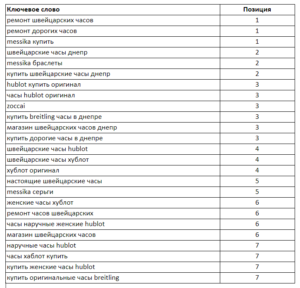 Ключевое слово Позиция
ремонт швейцарских часов 1
ремонт дорогих часов 1
messika купить 1
швейцарские часы днепр 2
messika браслеты 2
купить швейцарские часы днепр 2
hublot купить оригинал 3
часы hublot оригинал 3
zoccai 3
купить breitling часы в днепре 3
магазин швейцарских часов днепр 3
купить дорогие часы в днепре 3
швейцарские часы hublot 4
швейцарские часы хублот 4
хублот оригинал 4
настоящие швейцарские часы 5
messika серьги 5
женские часы хублот 6
ремонт часов швейцарских 6
часы наручные женские hublot 6
магазин швейцарских часов 6
наручные часы hublot 7
часы хаблот купить 7
купить женские часы hublot 7
купить оригинальные часы breitling 7